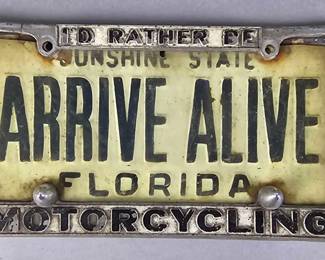 I'D RATHER BE
SUNSHINE STATE
ARRIVE ALIVE
FLORIDA
MOTORCYCLING